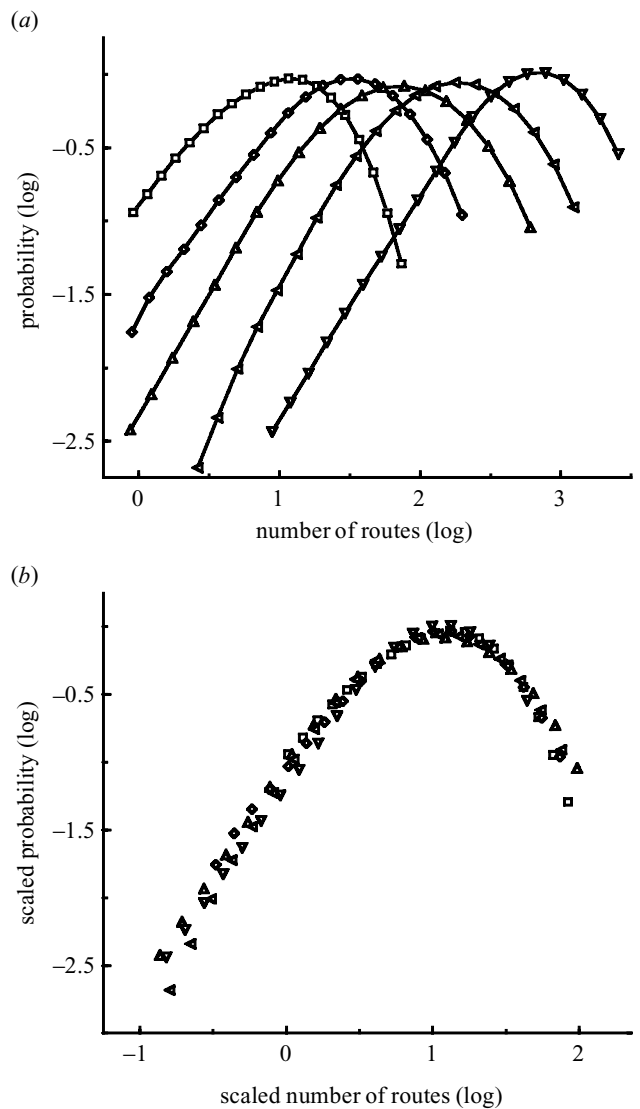 (a)
probability (log)
−0.5
−1.5
−2.5
0
1
2
3
number of routes (log)
(b)
scaled probability (log)
−0.5
−1.5
−2.5
−1
0
1
2
scaled number of routes (log)